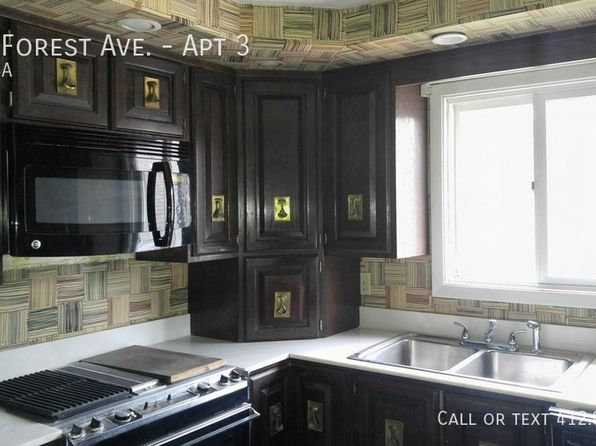 Forest Ave. - Apt 3
A
Call or text 412.